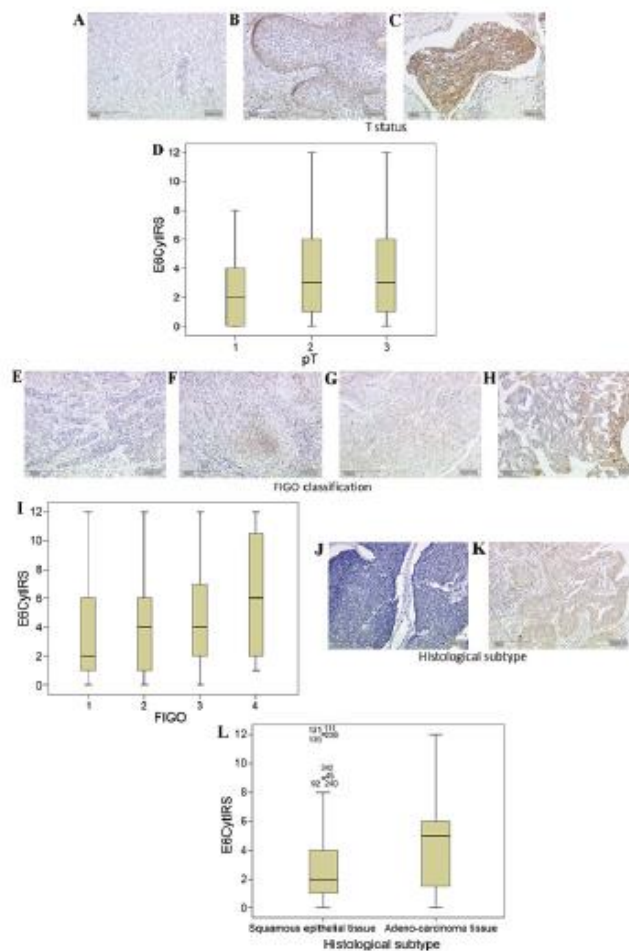 A B C
T status
D
E6CytIRS
12
10
8
6
4
2
0
1 2 3
pT
E F G H
FIGO classification
I
E6CytIRS
12
10
8
6
4
2
0
1 2 3 4
FIGO
J K
Histological subtype
L
E6CytIRS
12
10
8
6
4
2
0
92 240
Squamous epithelial tissue Adeno-carcinoma tissue
Histological subtype